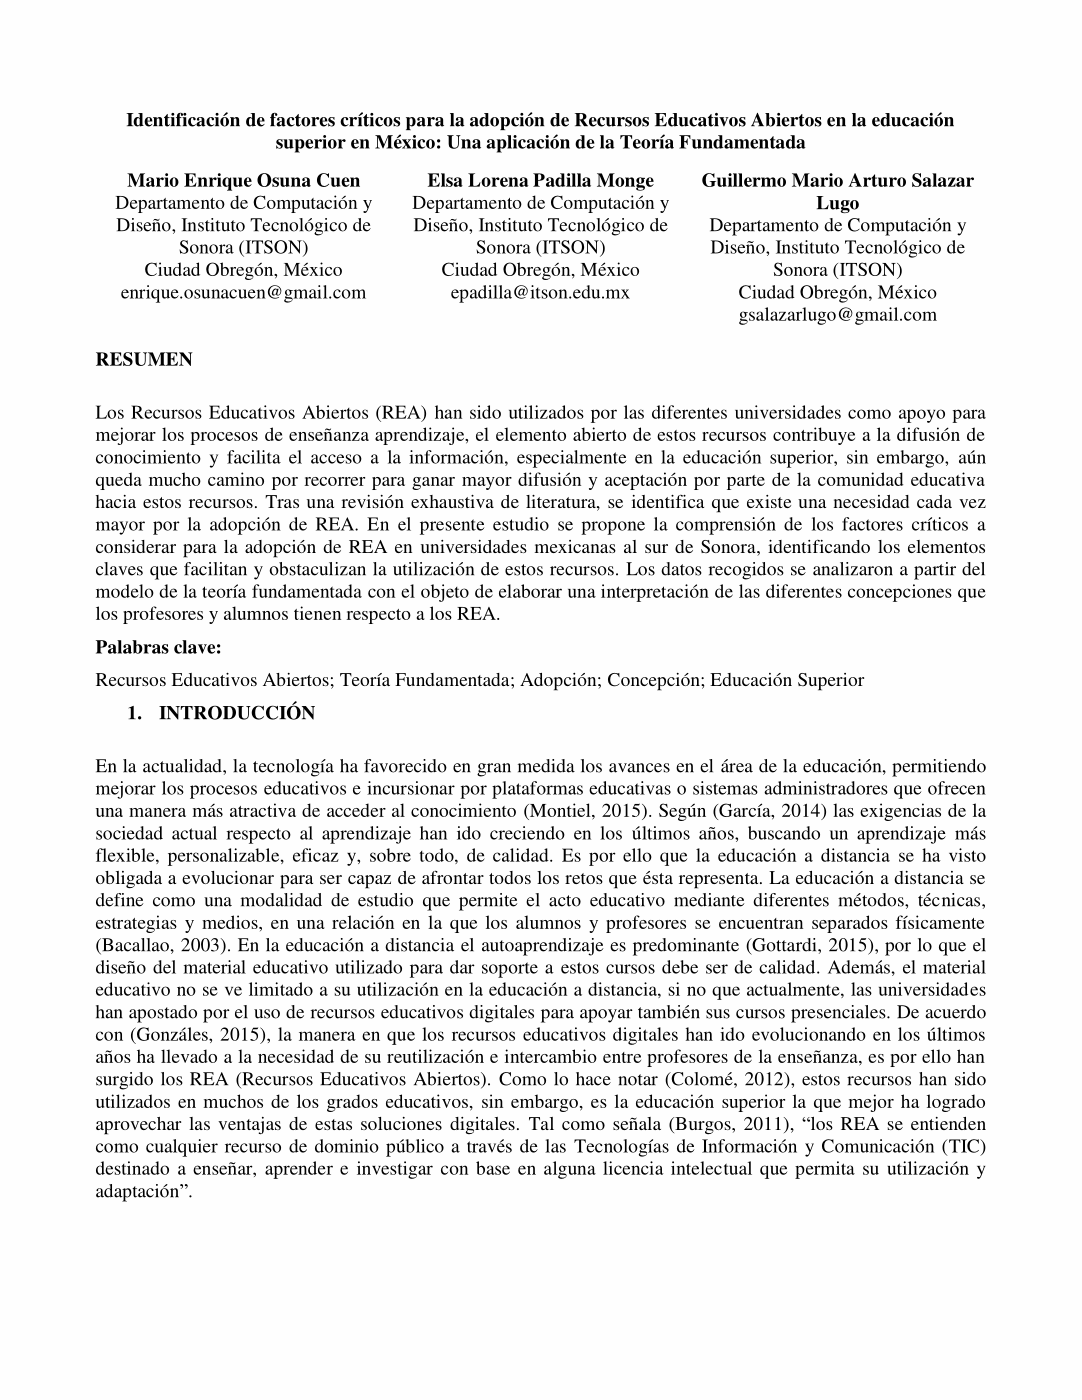 Identificación de factores críticos para la adopción de Recursos Educativos Abiertos en la educación
superior en México: Una aplicación de la Teoría Fundamentada
Mario Enrique Osuna Cuen
Departamento de Computación y
Diseño, Instituto Tecnológico de
Sonora (ITSON)
Ciudad Obregón, México
enrique.osunacuen@gmail.com
Elsa Lorena Padilla Monge
Departamento de Computación y
Diseño, Instituto Tecnológico de
Sonora (ITSON)
Ciudad Obregón, México
epadilla@itson.edu.mx
Guillermo Mario Arturo Salazar
Lugo
Departamento de Computación y
Diseño, Instituto Tecnológico de
Sonora (ITSON)
Ciudad Obregón, México
gsalazarlugo@gmail.com
RESUMEN
Los Recursos Educativos Abiertos (REA) han sido utilizados por las diferentes universidades como apoyo para
mejorar los procesos de enseñanza aprendizaje, el elemento abierto de estos recursos contribuye a la difusión de
conocimiento y facilita el acceso a la información, especialmente en la educación superior, sin embargo, aún
queda mucho camino por recorrer para ganar mayor difusión y aceptación por parte de la comunidad educativa
hacia estos recursos. Tras una revisión exhaustiva de literatura, se identifica que existe una necesidad cada vez
mayor por la adopción de REA. En el presente estudio se propone la comprensión de los factores críticos a
considerar para la adopción de REA en universidades mexicanas al sur de Sonora, identificando los elementos
claves que facilitan y obstaculizan la utilización de estos recursos. Los datos recogidos se analizaron a partir del
modelo de la teoría fundamentada con el objeto de elaborar una interpretación de las diferentes concepciones que
los profesores y alumnos tienen respecto a los REA.
Palabras clave:
Recursos Educativos Abiertos; Teoría Fundamentada; Adopción; Concepción; Educación Superior
1. INTRODUCCIÓN
En la actualidad, la tecnología ha favorecido en gran medida los avances en el área de la educación, permitiendo
mejorar los procesos educativos e incursionar por plataformas educativas o sistemas administradores que ofrecen
una manera más atractiva de acceder al conocimiento (Montiel, 2015). Según (García, 2014) las exigencias de la
sociedad actual respecto al aprendizaje han ido creciendo en los últimos años, buscando un aprendizaje más
flexible, personalizable, eficaz y, sobre todo, de calidad. Es por ello que la educación a distancia se ha visto
obligada a evolucionar para ser capaz de afrontar todos los retos que ésta representa. La educación a distancia se
define como una modalidad de estudio que permite el acto educativo mediante diferentes métodos, técnicas,
estrategias y medios, en una relación en la que los alumnos y profesores se encuentran separados físicamente
(Bacallao, 2003). En la educación a distancia el autoaprendizaje es predominante (Gottardi, 2015), por lo que el
diseño del material educativo utilizado para dar soporte a estos cursos debe ser de calidad. Además, el material
educativo no se ve limitado a su utilización en la educación a distancia, si no que actualmente, las universidades
han apostado por el uso de recursos educativos digitales para apoyar también sus cursos presenciales. De acuerdo
con (Gonzáles, 2015), la manera en que los recursos educativos digitales han ido evolucionando en los últimos
años ha llevado a la necesidad de su reutilización e intercambio entre profesores de la enseñanza, es por ello han
surgido los REA (Recursos Educativos Abiertos). Como lo hace notar (Colomé, 2012), estos recursos han sido
utilizados en muchos de los grados educativos, sin embargo, es la educación superior la que mejor ha logrado
aprovechar las ventajas de estas soluciones digitales. Tal como señala (Burgos, 2011), “los REA se entienden
como cualquier recurso de dominio público a través de las Tecnologías de Información y Comunicación (TIC)
destinado a enseñar, aprender e investigar con base en alguna licencia intelectual que permita su utilización y
adaptación”.